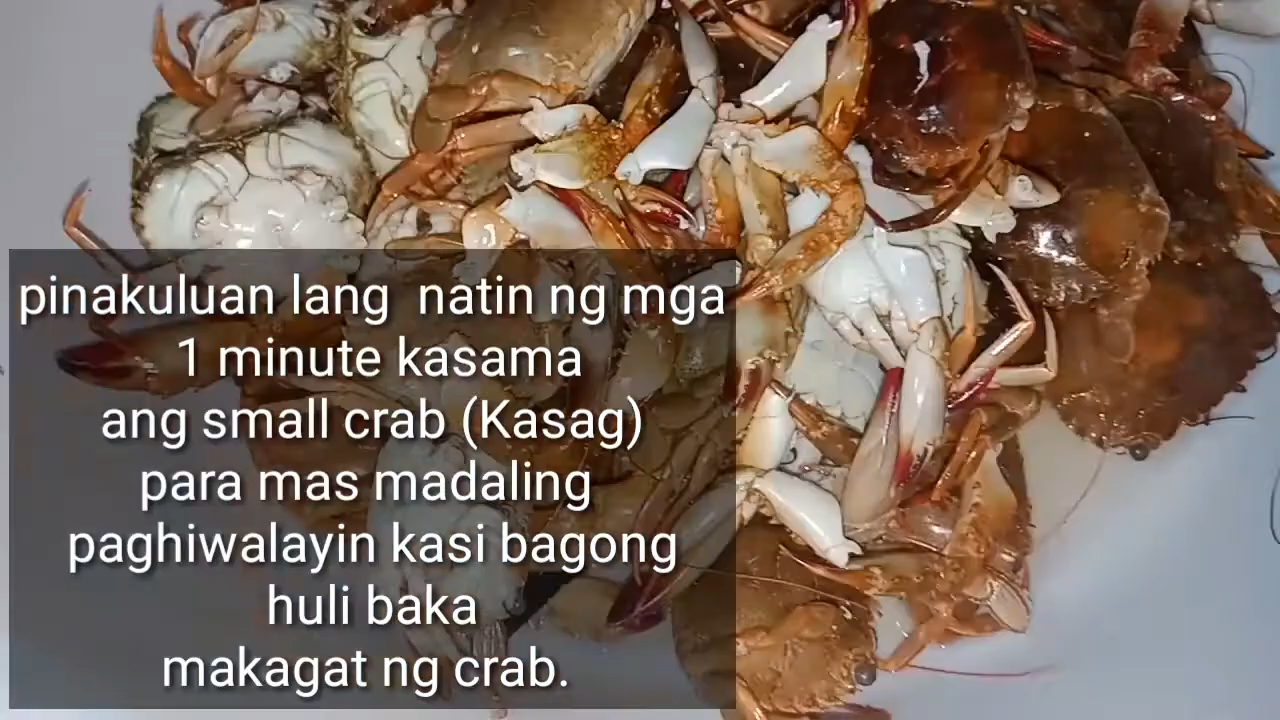 pinakuluan lang natin ng mga
1 minute kasama
ang small crab (Kasag)
para mas madaling
paghiwalayin kasi bagong
huli baka
makagat ng crab.